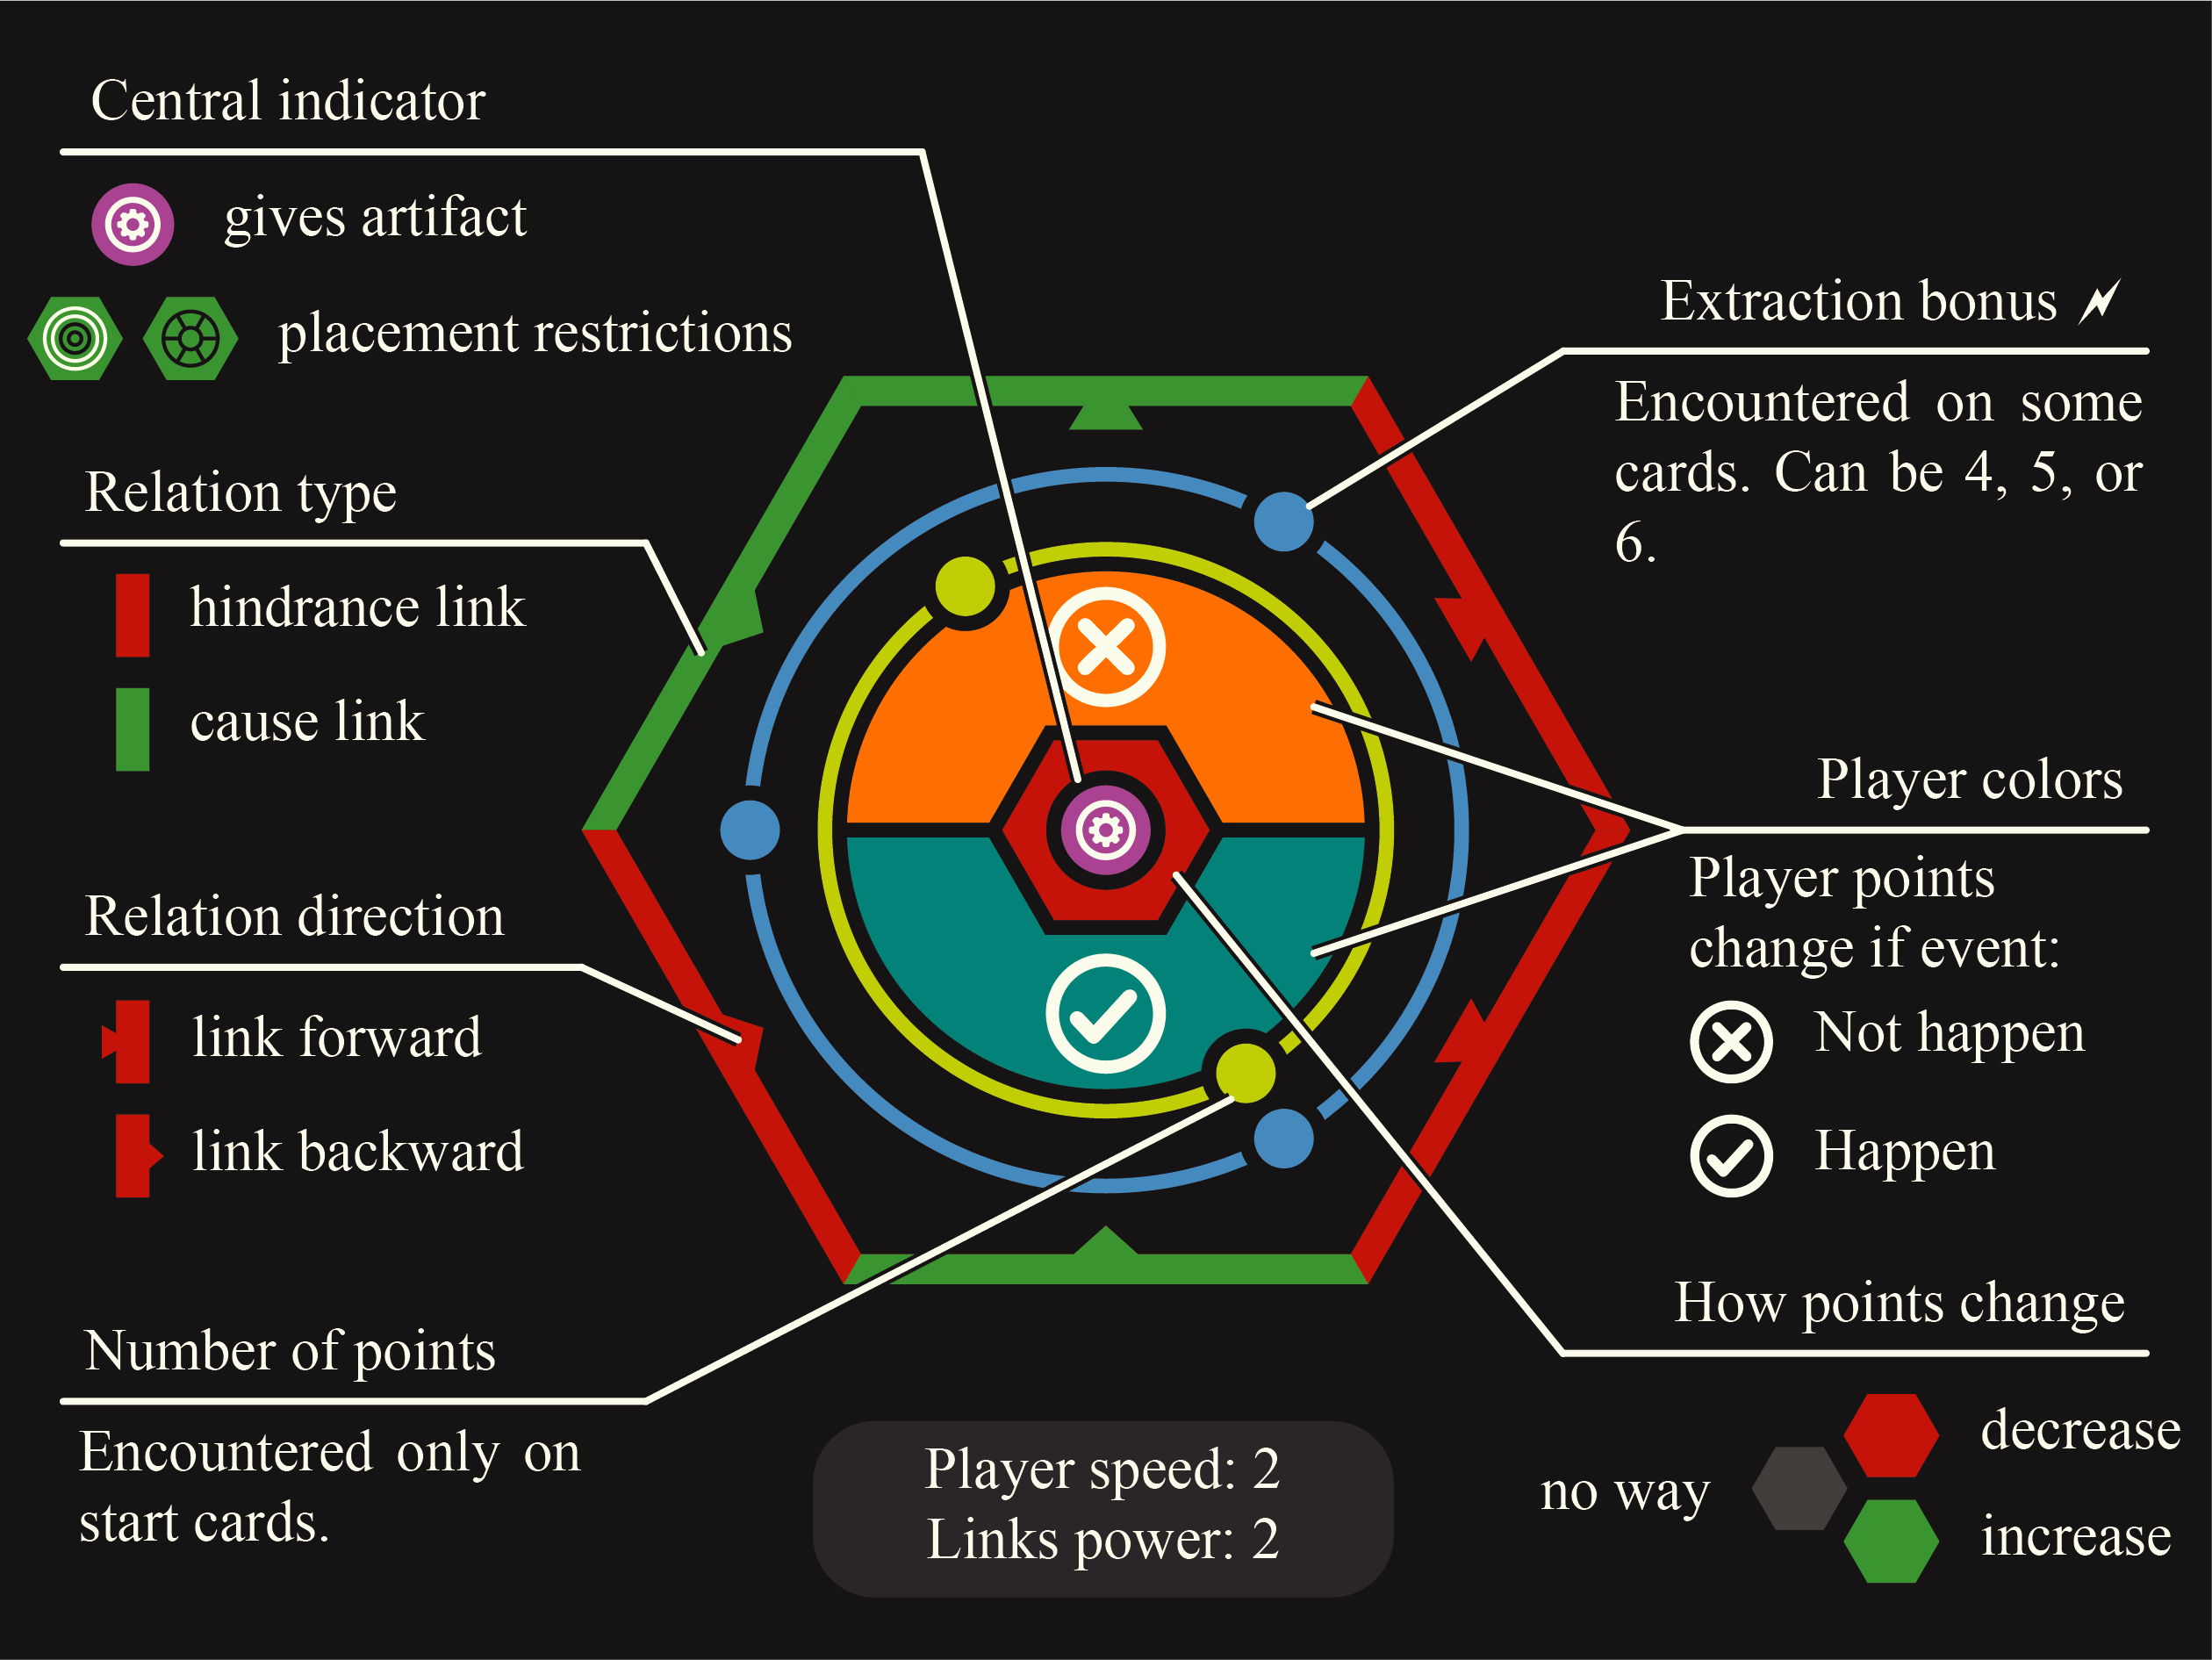 Central indicator
gives artifact
placement restrictions
Relation type
hindrance link
cause link
Relation direction
link forward
link backward
Number of points
Encountered only on
start cards.
Extraction bonus
Encountered on some
cards. Can be 4, 5, or
6.
Player colors
Player points
change if event:
Not happen
Happen
How points change
decrease
no way
increase
Player speed: 2
Links power: 2